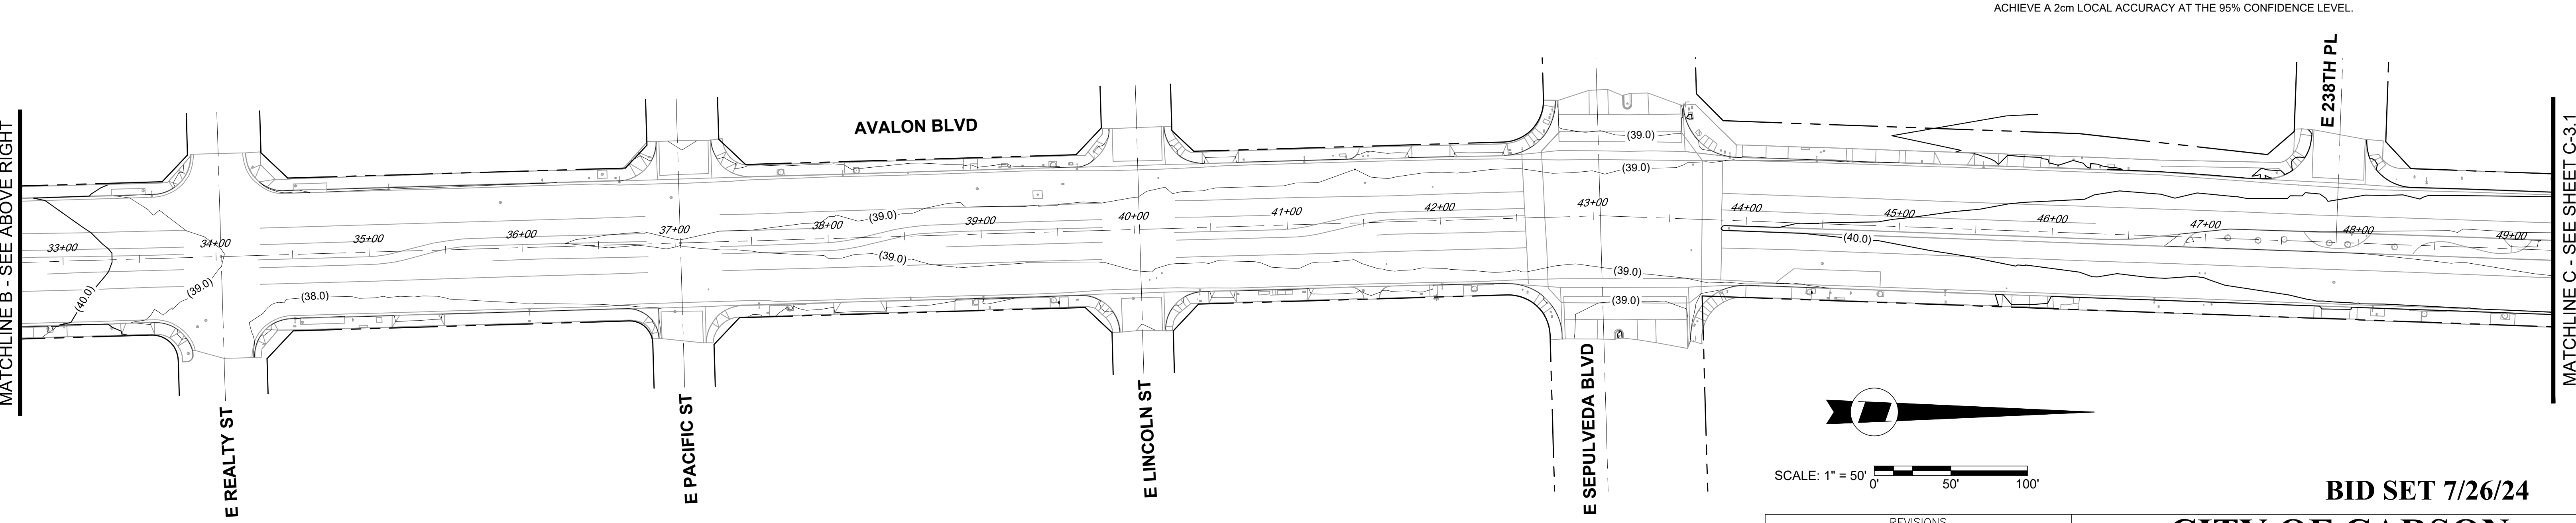 ACHIEVE A 2cm LOCAL ACCURACY AT THE 95% CONFIDENCE LEVEL.
MATCHLINE B - SEE ABOVE RIGHT
AVALON BLVD
E 238TH PL
MATCHLINE C - SEE SHEET C-3.1
33+00
34+00
35+00
36+00
37+00
38+00
39+00
40+00
41+00
42+00
43+00
44+00
45+00
46+00
47+00
48+00
49+00
(40.0)
(39.0)
(38.0)
(39.0)
(39.0)
(39.0)
(39.0)
(39.0)
(39.0)
(40.0)
E REALTY ST
E PACIFIC ST
E LINCOLN ST
E SEPULVEDA BLVD
SCALE: 1" = 50'
0'
50'
100'
BID SET 7/26/24
REVISIONS
CITY OF CARSON